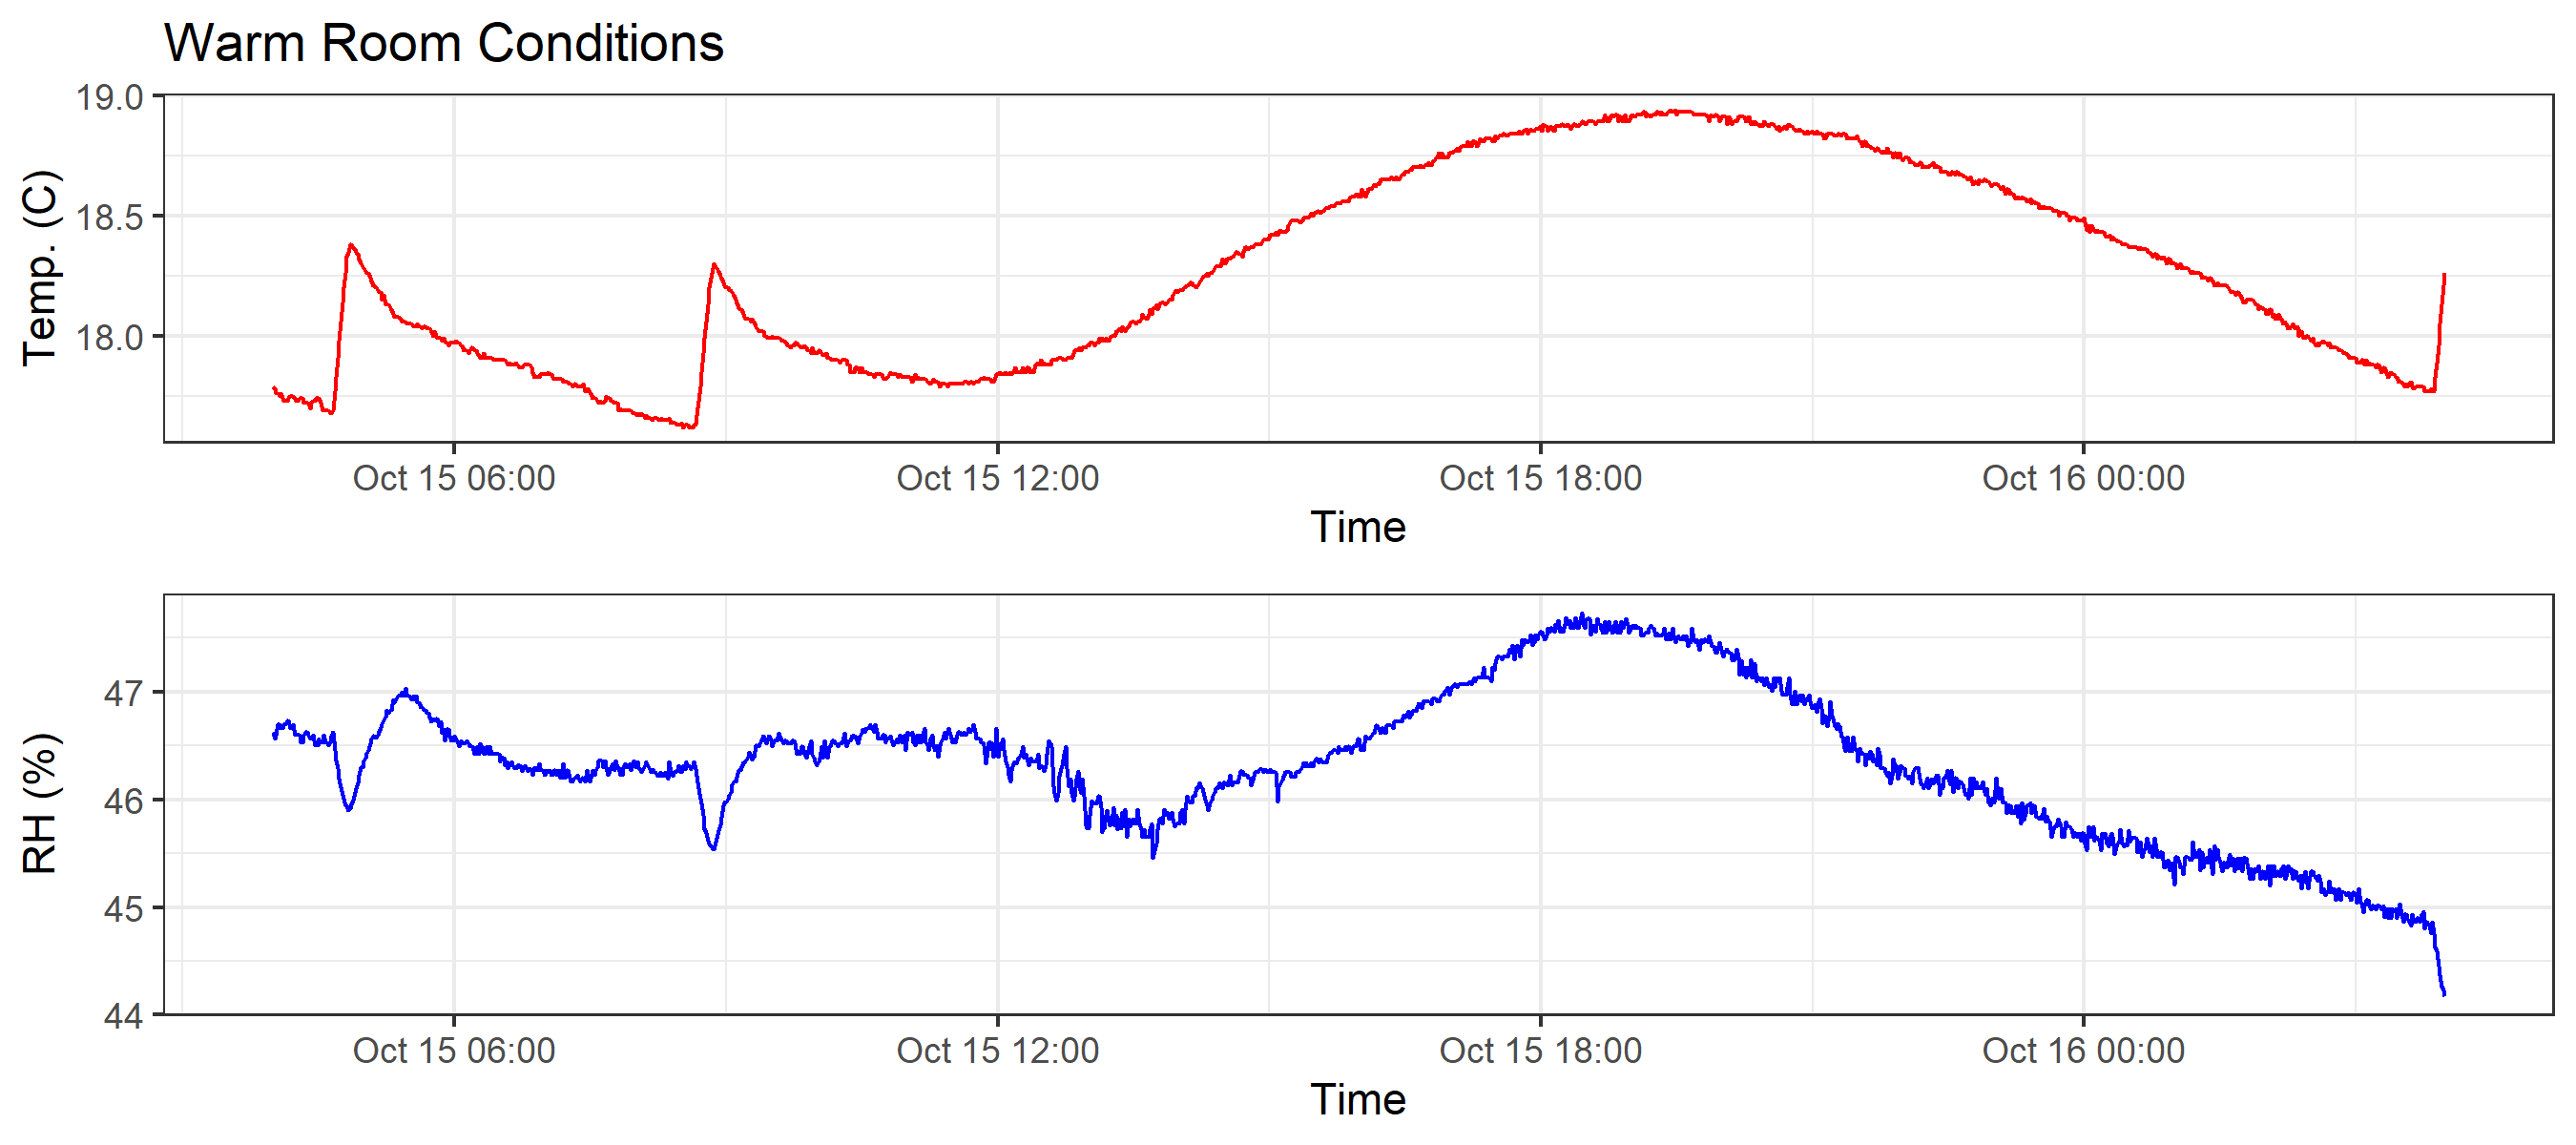 Warm Room Conditions
Temp. (C)
19.0
18.5
18.0
Oct 15 06:00 Oct 15 12:00 Oct 15 18:00 Oct 16 00:00
Time
RH (%)
47
46
45
44
Oct 15 06:00 Oct 15 12:00 Oct 15 18:00 Oct 16 00:00
Time